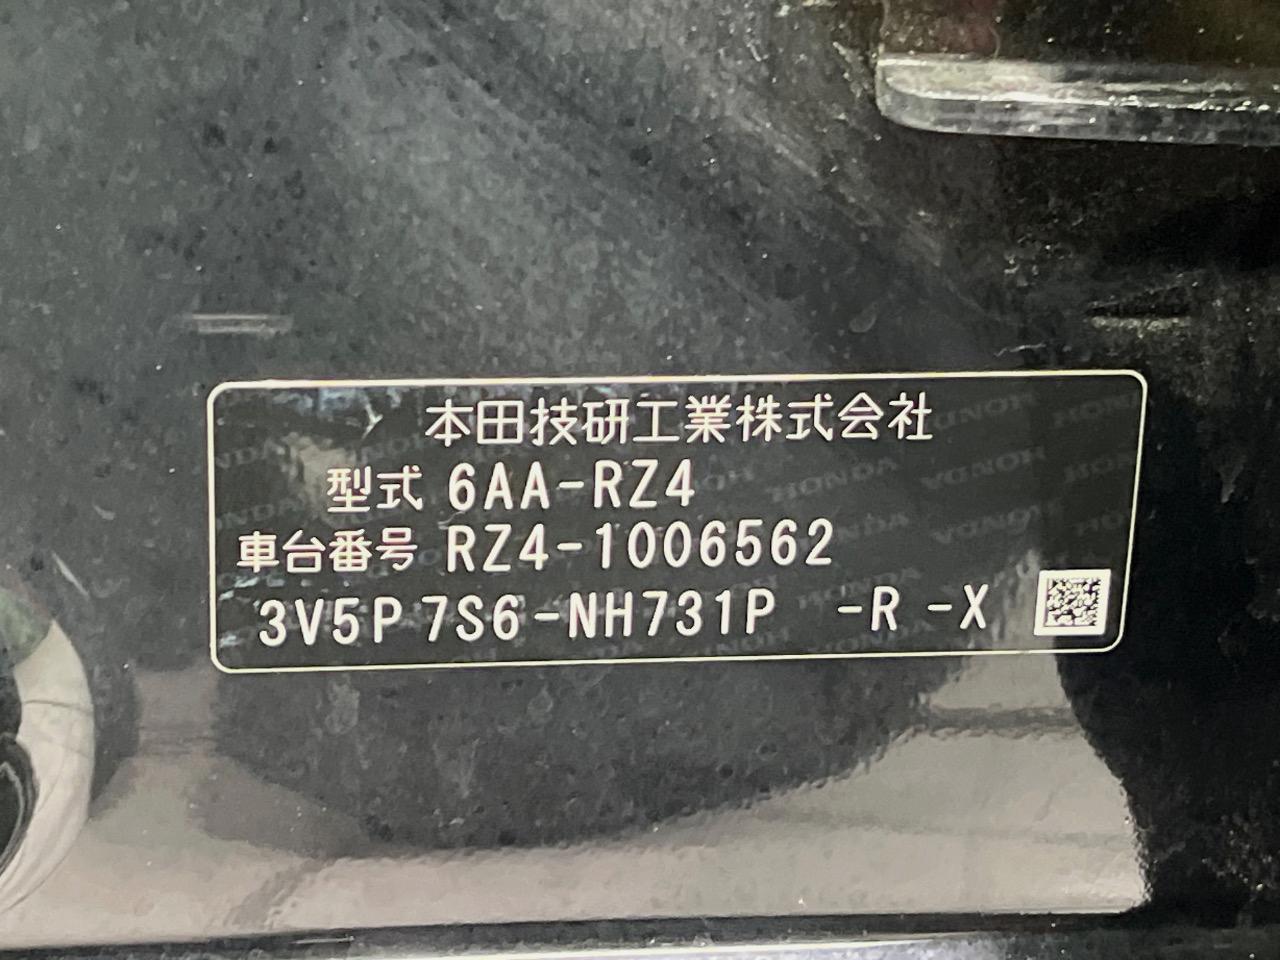 本田技研工業株式会社
型式 6AA-RZ4
車台番号 RZ4-1006562
3V5P 7S6-NH731P -R -X